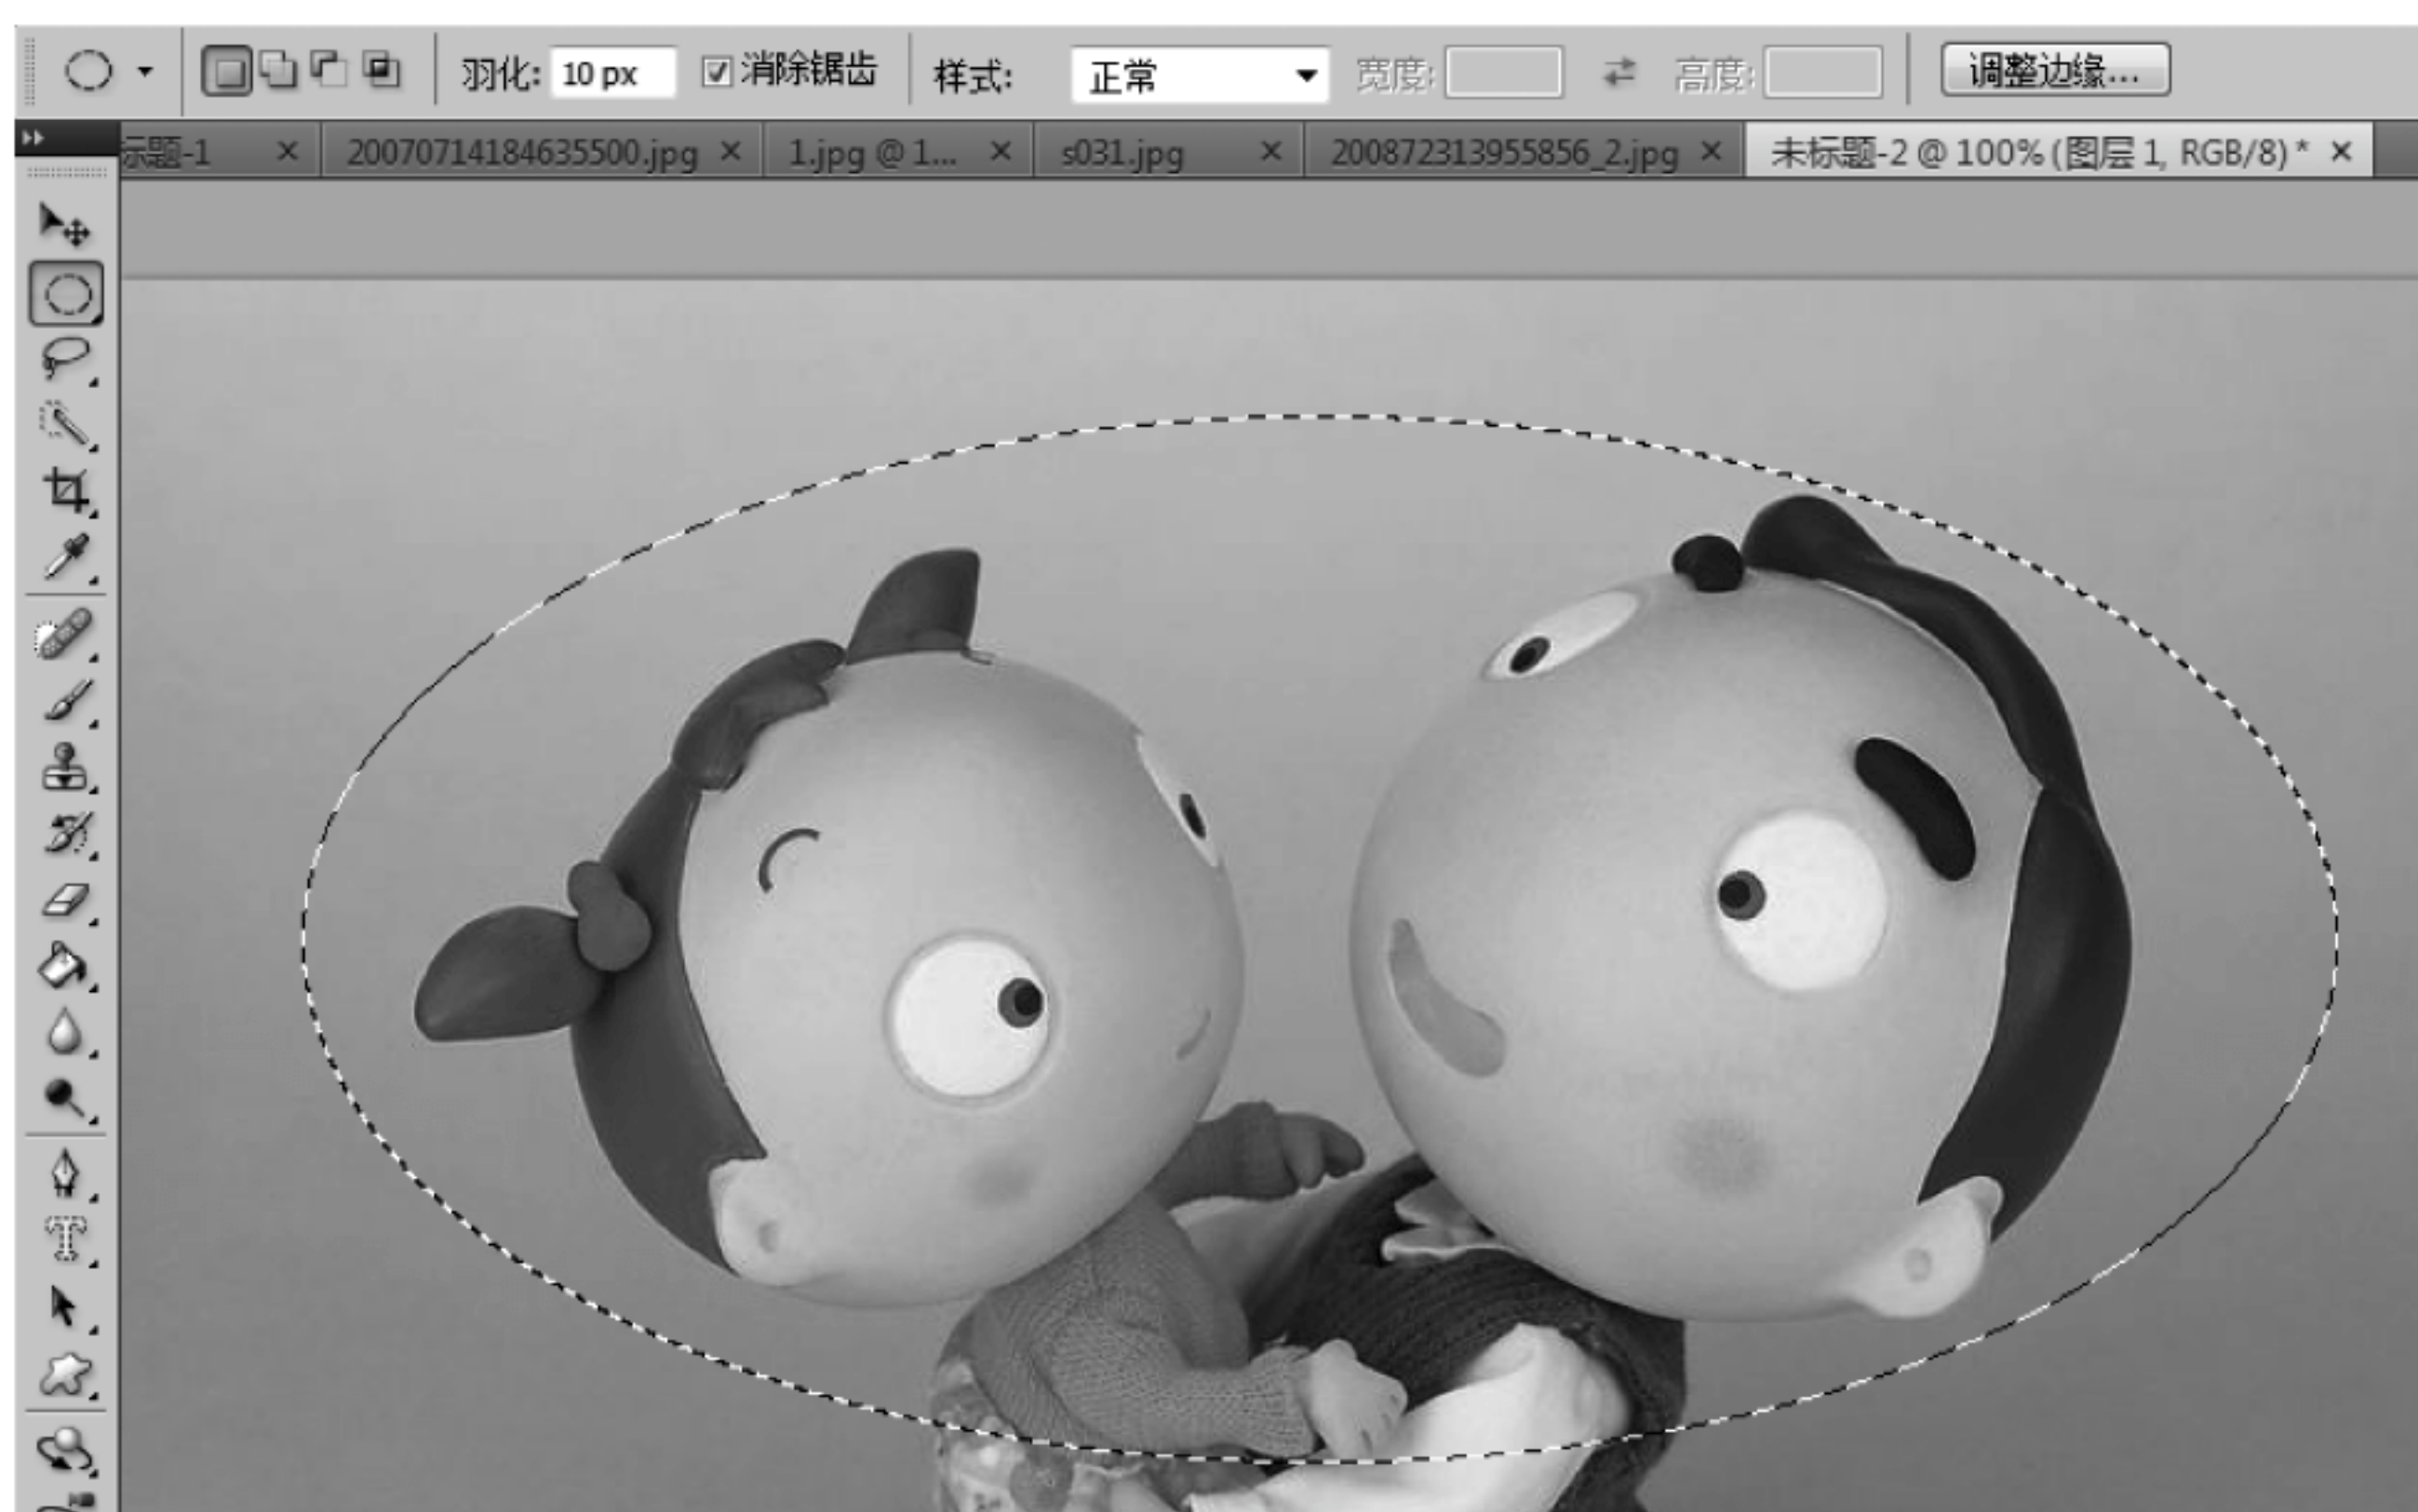 羽化: 10 px 消除锯齿 样式: 正常 宽度: 高度: 调整边缘...
标题-1 20070714184635500.jpg 1.jpg @ 1... s031.jpg 200872313955856_2.jpg 未标题-2 @ 100% (图层 1, RGB/8) *